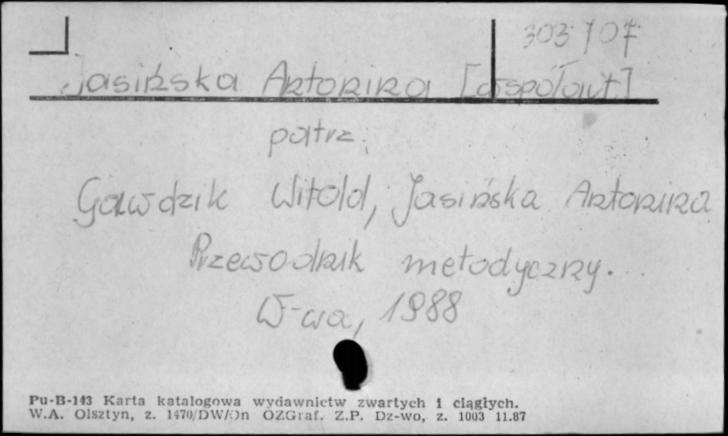 303/07
Jasińska Antonina [współaut]
patrz:
Gawdzik Witold, Jasińska Antonina
Przewodnik metodyczny.
W-wa, 1988
Pu-B-143 Karta katalogowa wydawnictw zwartych i ciągłych.
W.A. Olsztyn, z. 1470/DW/On OZGraf. Z.P. Dz-wo, z. 1003 11.87